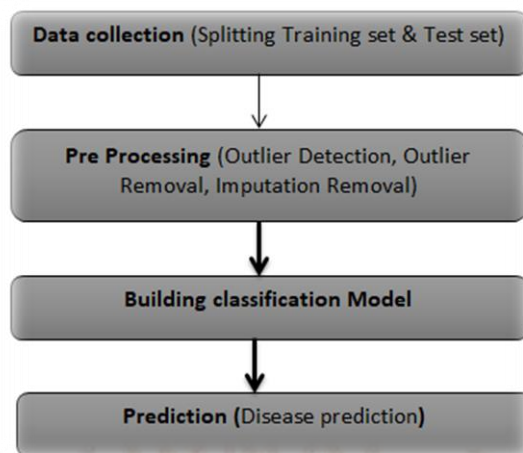 Data collection (Splitting Training set & Test set)
Pre Processing (Outlier Detection, Outlier
Removal, Imputation Removal)
Building classification Model
Prediction (Disease prediction)